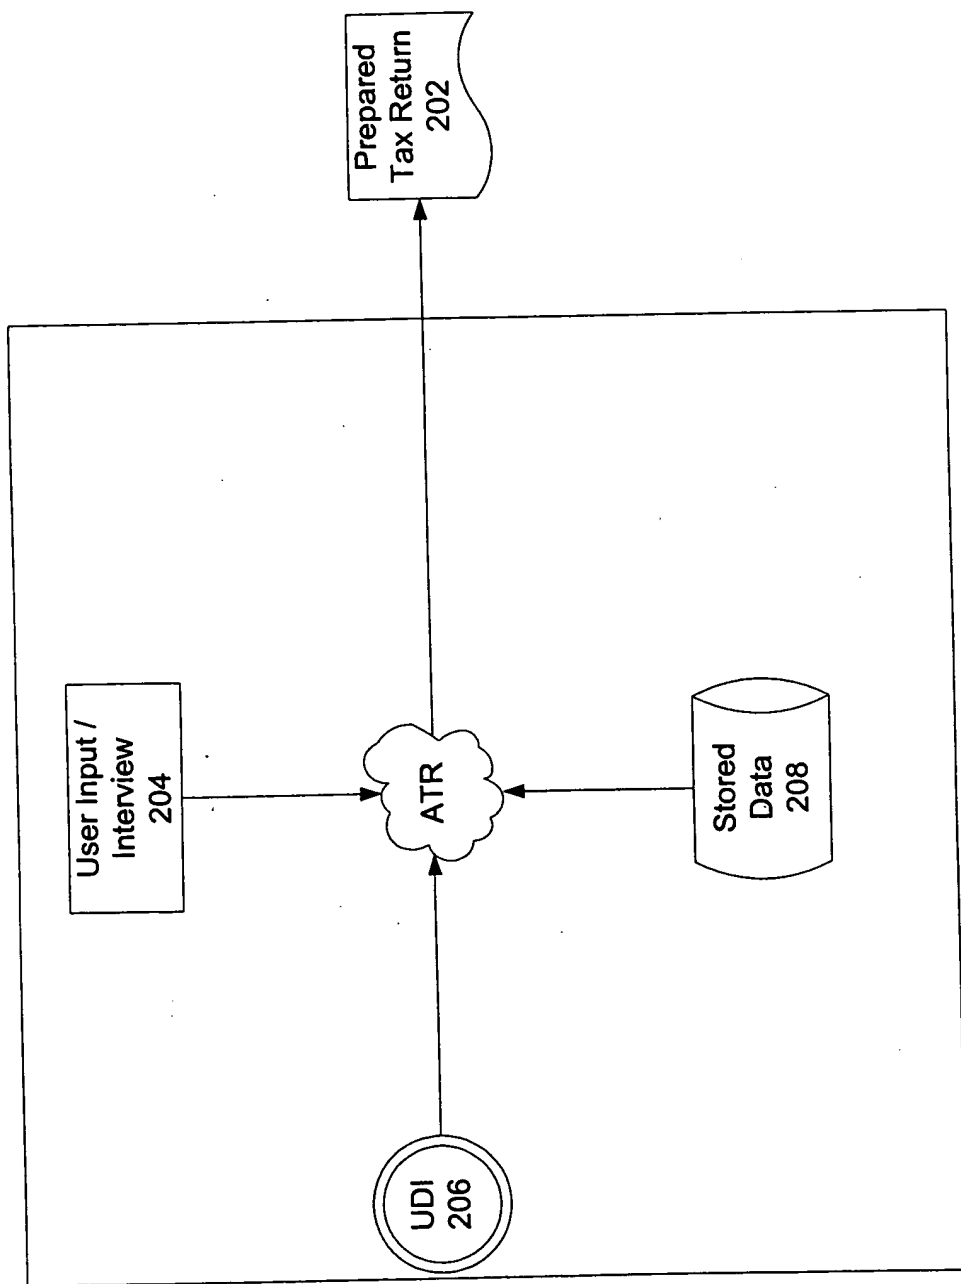 User Input /
Interview
204
UDI
206
ATR
Stored
Data
208
Prepared
Tax Return
202